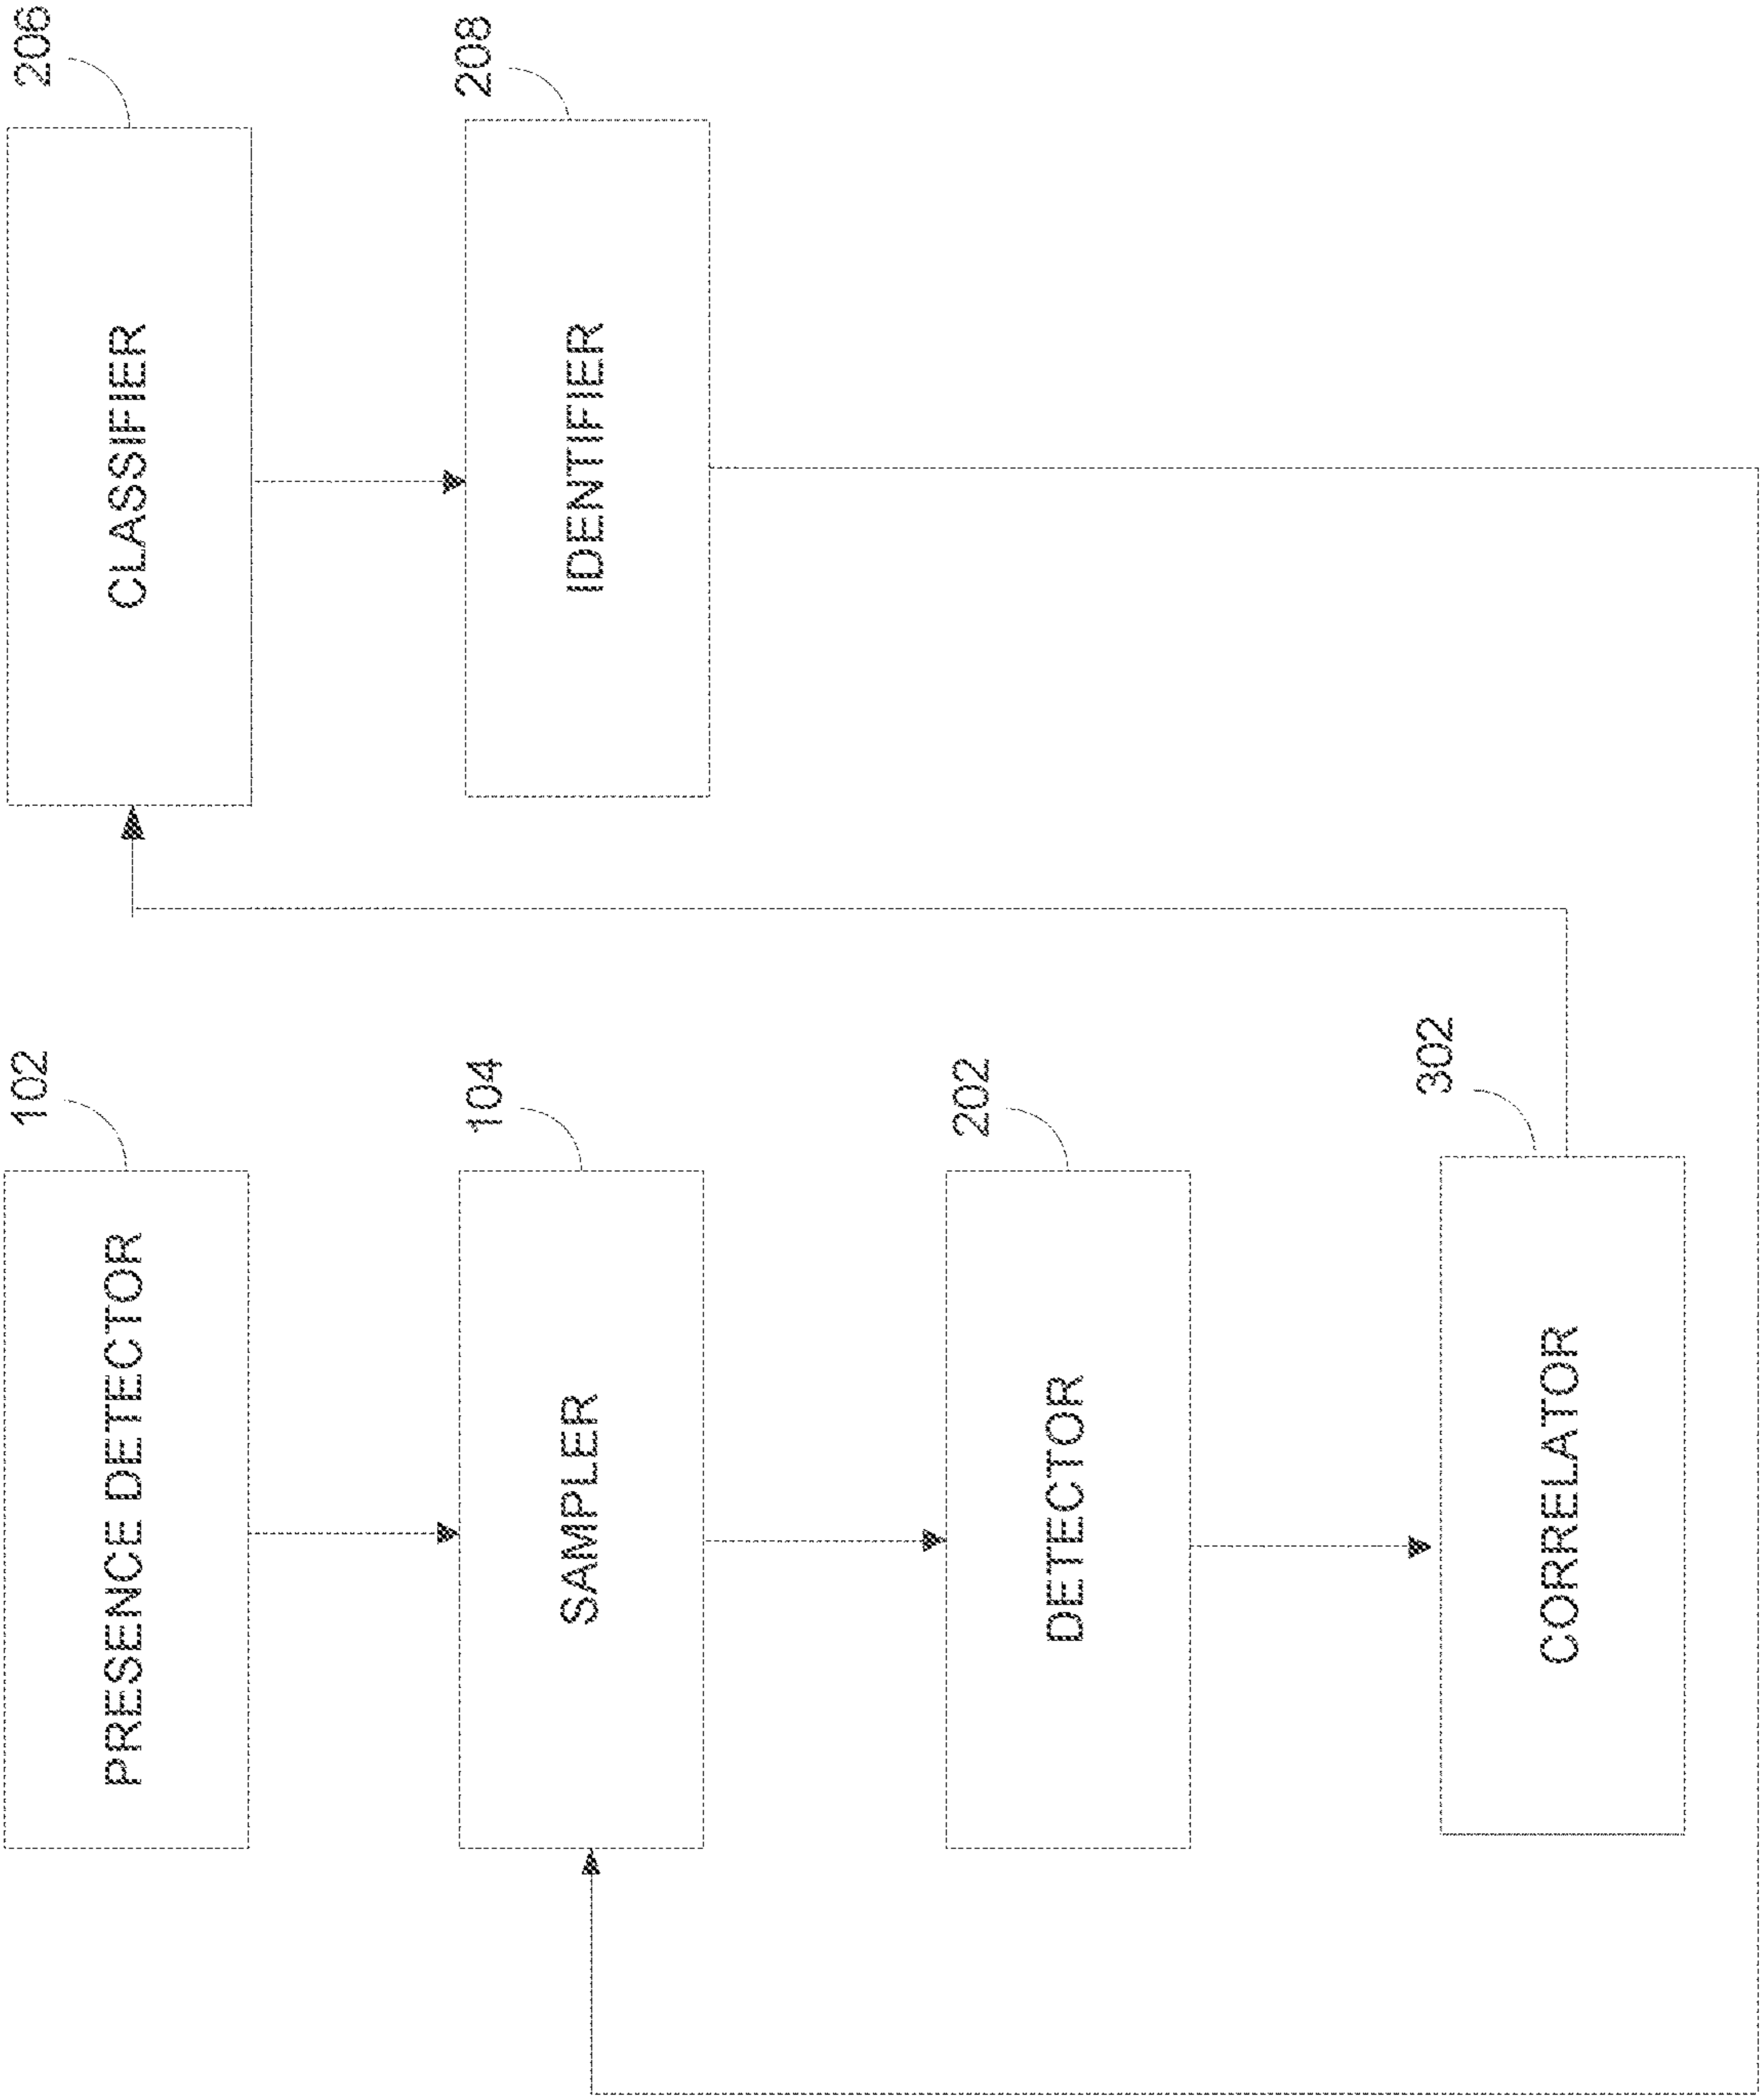 102
PRESENCE DETECTOR
104
SAMPLER
202
DETECTOR
302
CORRELATOR
206
CLASSIFIER
208
IDENTIFIER